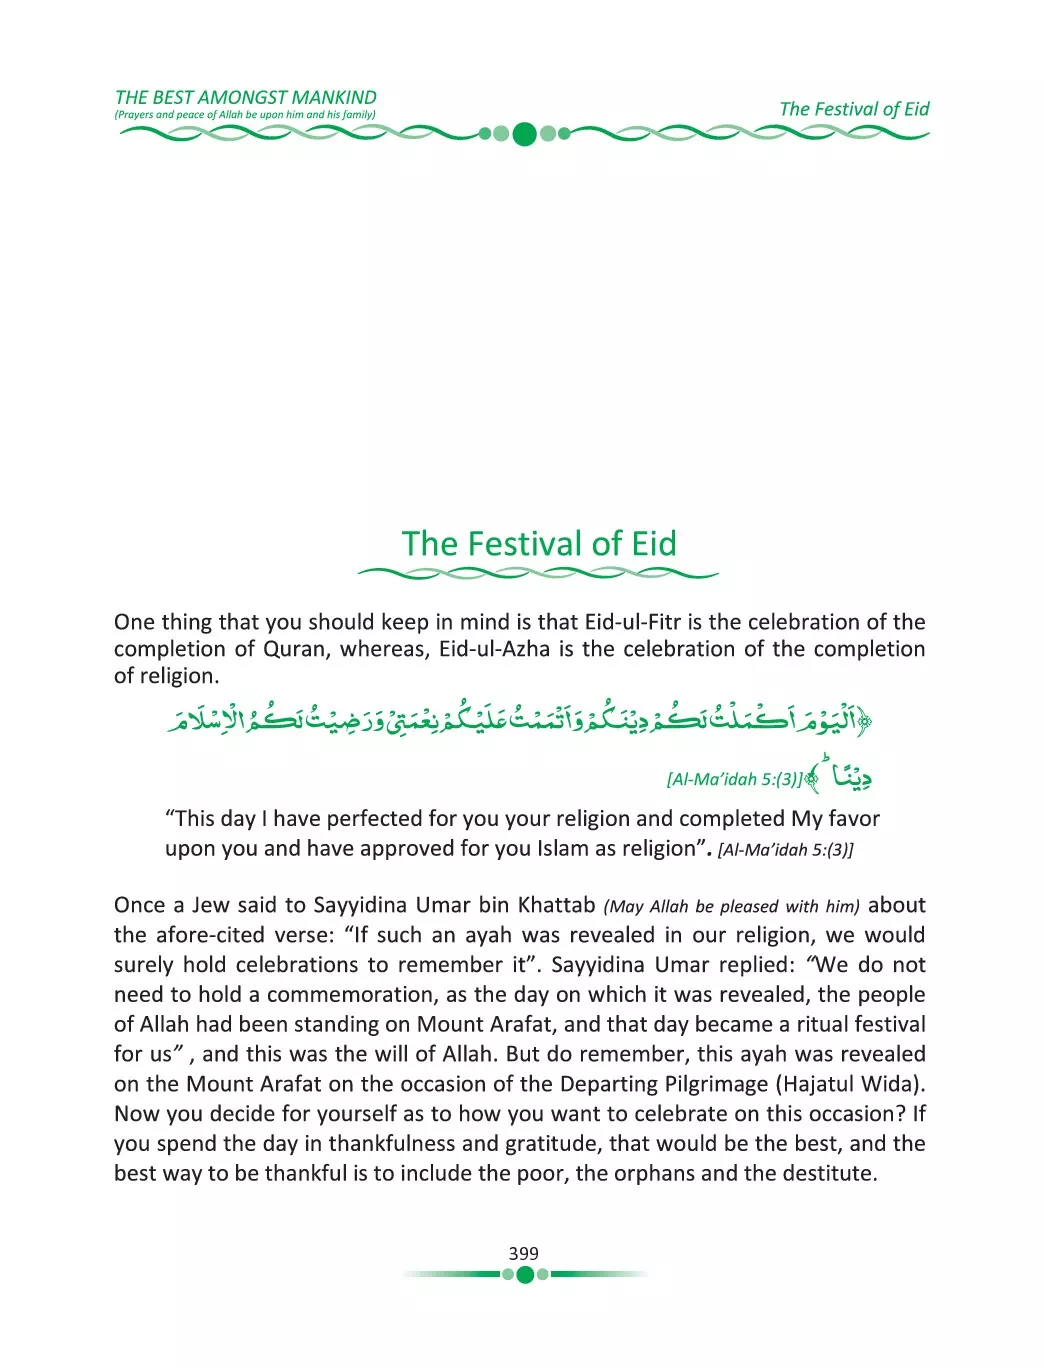 THE BEST AMONGST MANKIND
(Prayers and peace of Allah be upon him and his family)
The Festival of Eid
The Festival of Eid
One thing that you should keep in mind is that Eid-ul-Fitr is the celebration of the
completion of Quran, whereas, Eid-ul-Azha is the celebration of the completion
of religion.
﴿اَلْيَوْمَ اَكْمَلْتُ لَكُمْ دِيْنَكُمْ وَاَتْمَمْتُ عَلَيْكُمْ نِعْمَتِيْ وَرَضِيْتُ لَكُمُ الْاِسْلَامَ
دِيْنًا ؕ﴾ [Al-Ma’idah 5:(3)]
“This day I have perfected for you your religion and completed My favor
upon you and have approved for you Islam as religion”. [Al-Ma’idah 5:(3)]
Once a Jew said to Sayyidina Umar bin Khattab (May Allah be pleased with him) about
the afore-cited verse: “If such an ayah was revealed in our religion, we would
surely hold celebrations to remember it”. Sayyidina Umar replied: “We do not
need to hold a commemoration, as the day on which it was revealed, the people
of Allah had been standing on Mount Arafat, and that day became a ritual festival
for us” , and this was the will of Allah. But do remember, this ayah was revealed
on the Mount Arafat on the occasion of the Departing Pilgrimage (Hajatul Wida).
Now you decide for yourself as to how you want to celebrate on this occasion? If
you spend the day in thankfulness and gratitude, that would be the best, and the
best way to be thankful is to include the poor, the orphans and the destitute.
399